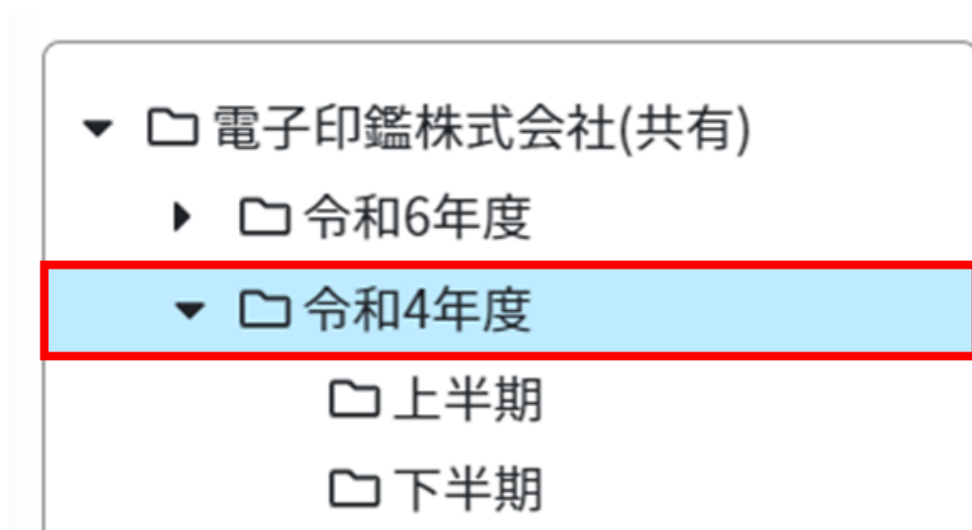 電子印鑑株式会社(共有)
令和6年度
令和4年度
上半期
下半期